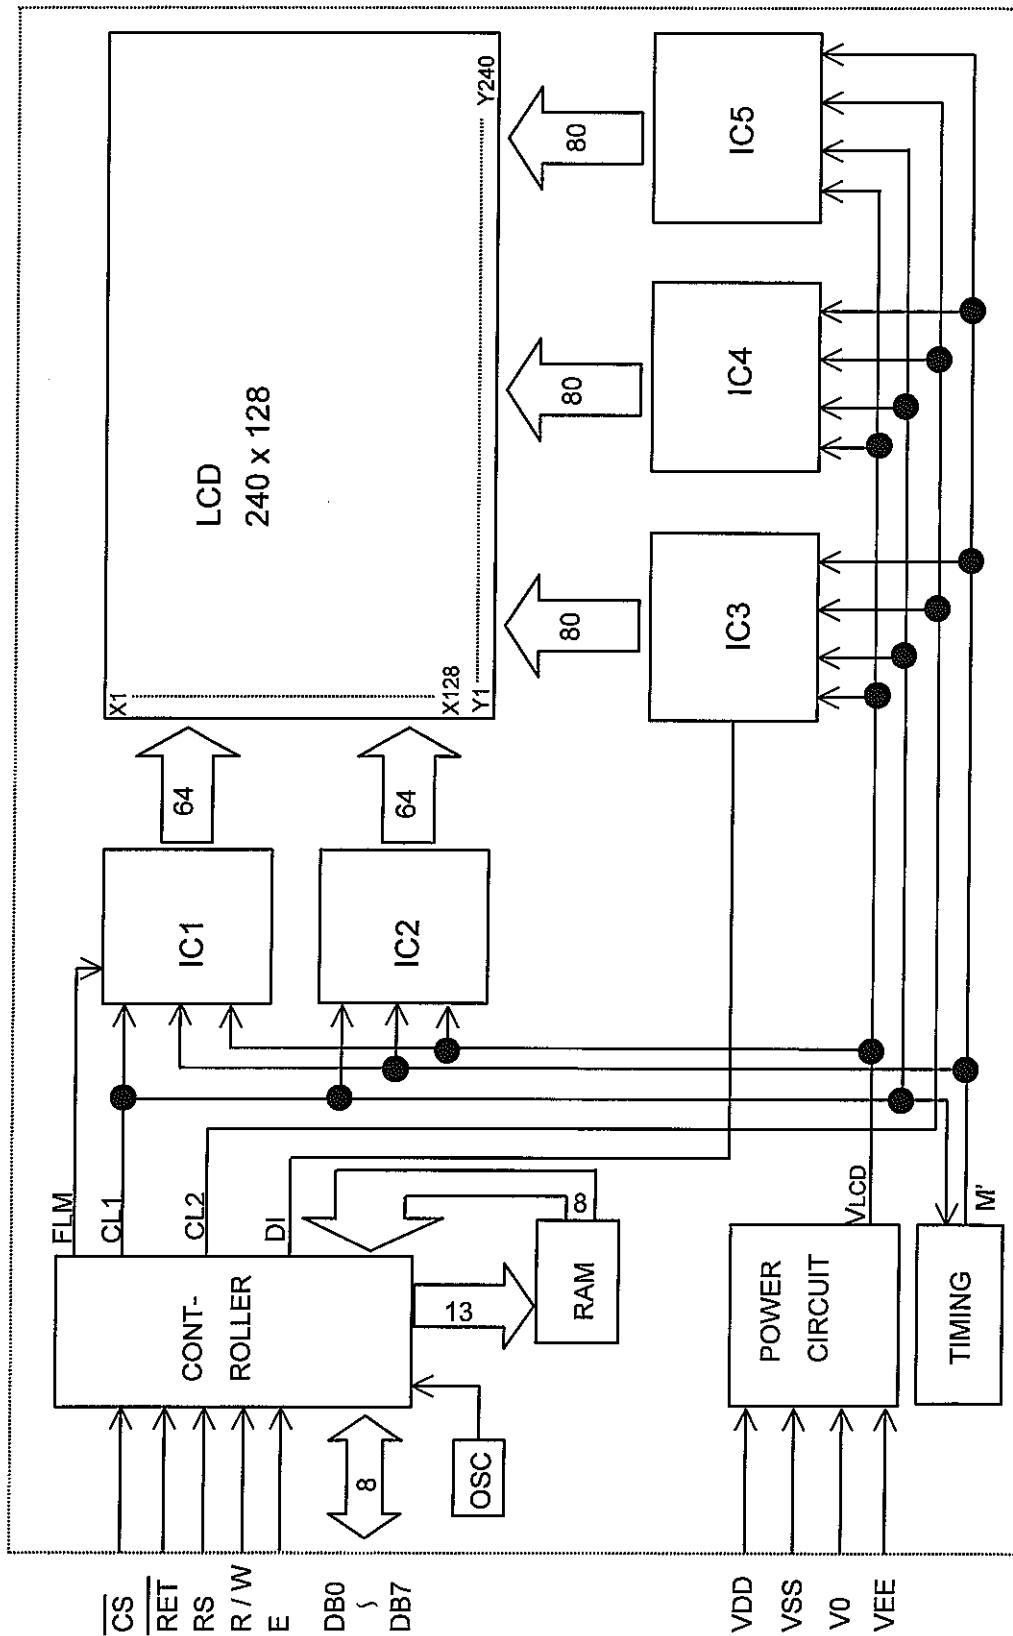 CS
RET
RS
R / W
E
DB0
~
DB7
VDD
VSS
V0
VEE
8
OSC
CONT-
ROLLER
FLM
CL1
CL2
DI
13
8
RAM
POWER
CIRCUIT
VLCD
TIMING
M'
IC1
IC2
64
64
LCD
240 x 128
X1
X128
Y1
Y240
80
80
80
IC3
IC4
IC5